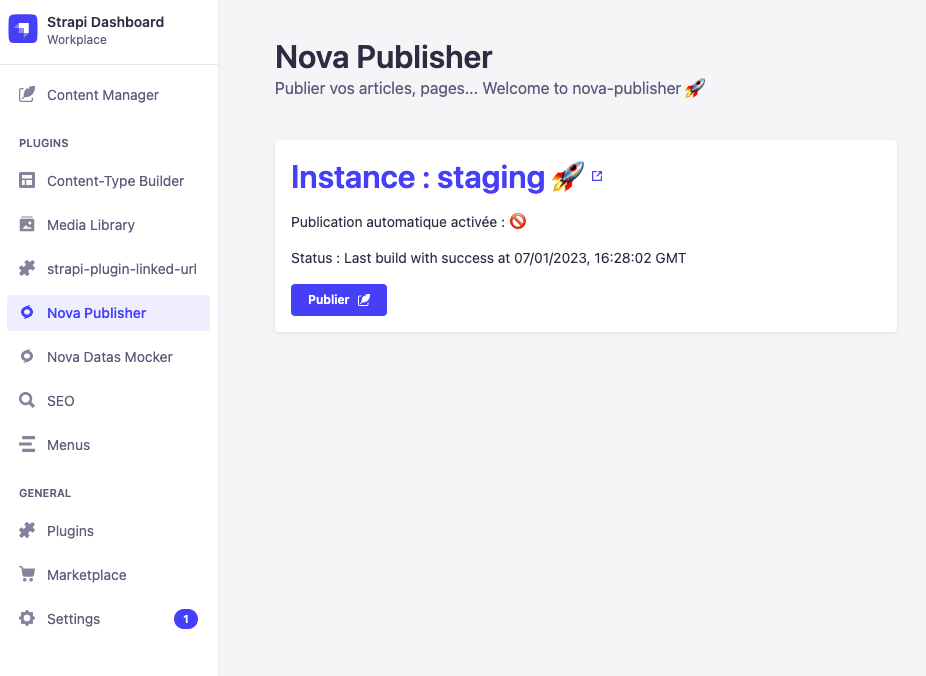 Strapi Dashboard
Workplace
Content Manager
PLUGINS
Content-Type Builder
Media Library
strapi-plugin-linked-url
Nova Publisher
Nova Datas Mocker
SEO
Menus
GENERAL
Plugins
Marketplace
Settings 1
Nova Publisher
Publier vos articles, pages... Welcome to nova-publisher 🚀
Instance : staging 🚀
Publication automatique activée : 🚫
Status : Last build with success at 07/01/2023, 16:28:02 GMT
Publier